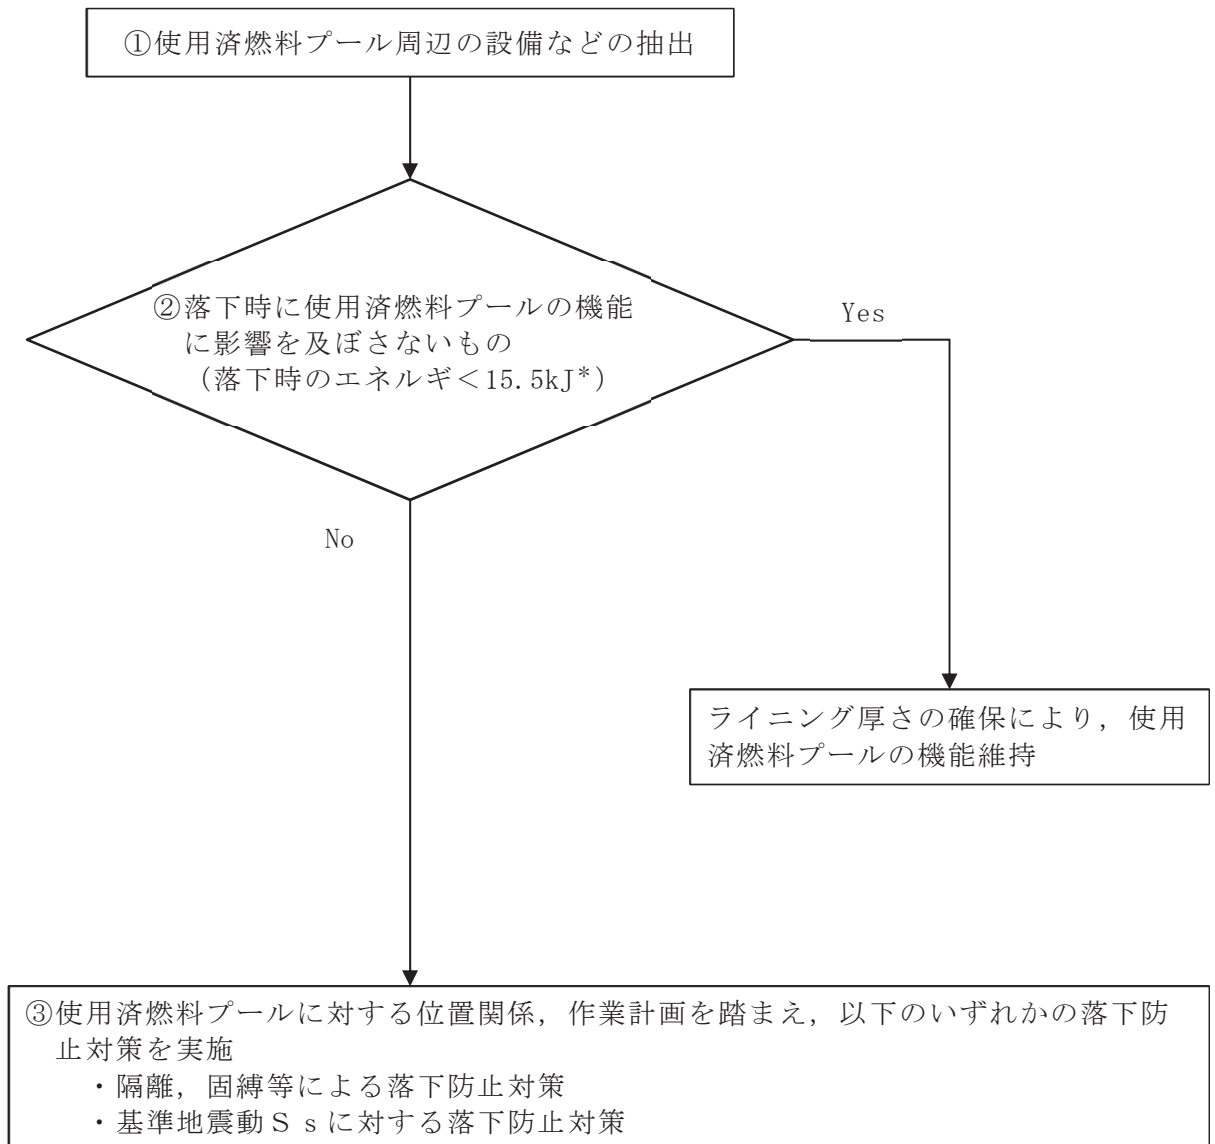 ①使用済燃料プール周辺の設備などの抽出
②落下時に使用済燃料プールの機能
に影響を及ぼさないもの
（落下時のエネルギ＜15.5kJ*）
Yes
No
ライニング厚さの確保により，使用
済燃料プールの機能維持
③使用済燃料プールに対する位置関係，作業計画を踏まえ，以下のいずれかの落下防
止対策を実施
・隔離，固縛等による落下防止対策
・基準地震動Ｓｓに対する落下防止対策